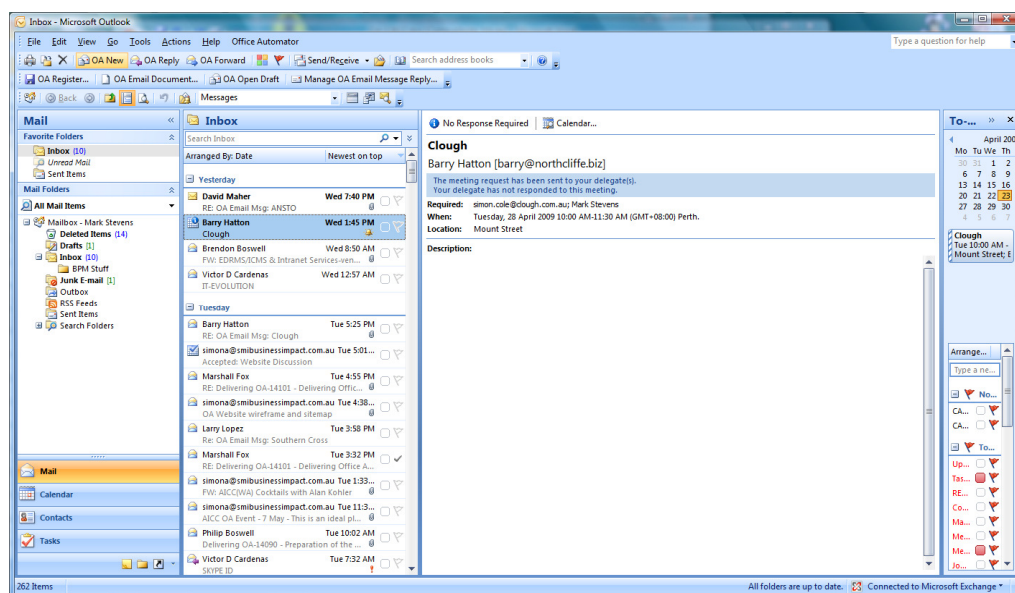 Inbox - Microsoft Outlook
File Edit View Go Tools Actions Help Office Automator
Type a question for help
OA New OA Reply OA Forward Send/Receive Search address books
OA Register... OA Email Document... OA Open Draft Manage OA Email Message Reply...
Back Messages
Mail «
Favorite Folders
Inbox (10)
Unread Mail
Sent Items
Mail Folders
All Mail Items
Mailbox - Mark Stevens
Deleted Items (14)
Drafts [1]
Inbox (10)
BPM Stuff
Junk E-mail [1]
Outbox
RSS Feeds
Sent Items
Search Folders
Mail
Calendar
Contacts
Tasks
Inbox
Search Inbox
Arranged By: Date Newest on top
Yesterday
David Maher Wed 7:40 PM
RE: OA Email Msg: ANSTO
Barry Hatton Wed 1:45 PM
Clough
Brendon Boswell Wed 8:50 AM
FW: EDRMS/ICMS & Intranet Services-ven...
Victor D Cardenas Wed 12:57 AM
IT-EVOLUTION
Tuesday
Barry Hatton Tue 5:25 PM
RE: OA Email Msg: Clough
simona@smibusinessimpact.com.au Tue 5:01...
Accepted: Website Discussion
Marshall Fox Tue 4:55 PM
RE: Delivering OA-14101 - Delivering Offic...
simona@smibusinessimpact.com.au Tue 4:38...
OA Website wireframe and sitemap
Larry Lopez Tue 3:58 PM
Re: OA Email Msg: Southern Cross
Marshall Fox Tue 3:32 PM
RE: Delivering OA-14101 - Delivering Office A...
simona@smibusinessimpact.com.au Tue 1:33...
FW: AICC(WA) Cocktails with Alan Kohler
simona@smibusinessimpact.com.au Tue 11:3...
AICC OA Event - 7 May - This is an ideal pl...
Philip Boswell Tue 10:02 AM
Delivering OA-14090 - Preparation of the ...
Victor D Cardenas Tue 7:32 AM
SKYPE ID
No Response Required Calendar...
Clough
Barry Hatton [barry@northcliffe.biz]
The meeting request has been sent to your delegate(s).
Your delegate has not responded to this meeting.
Required: simon.cole@clough.com.au; Mark Stevens
When: Tuesday, 28 April 2009 10:00 AM-11:30 AM (GMT+08:00) Perth.
Location: Mount Street
Description:
To-... » ×
April 200
Mo Tu We Th
30 31 1 2
6 7 8 9
13 14 15 16
20 21 22 23
27 28 29 30
4 5 6 7
Clough
Tue 10:00 AM -
Mount Street; E
Arrange...
Type a ne...
No...
CA...
CA...
To...
Up...
Tas...
RE...
Co...
Ma...
Me...
Me...
Jo...
262 Items
All folders are up to date. Connected to Microsoft Exchange